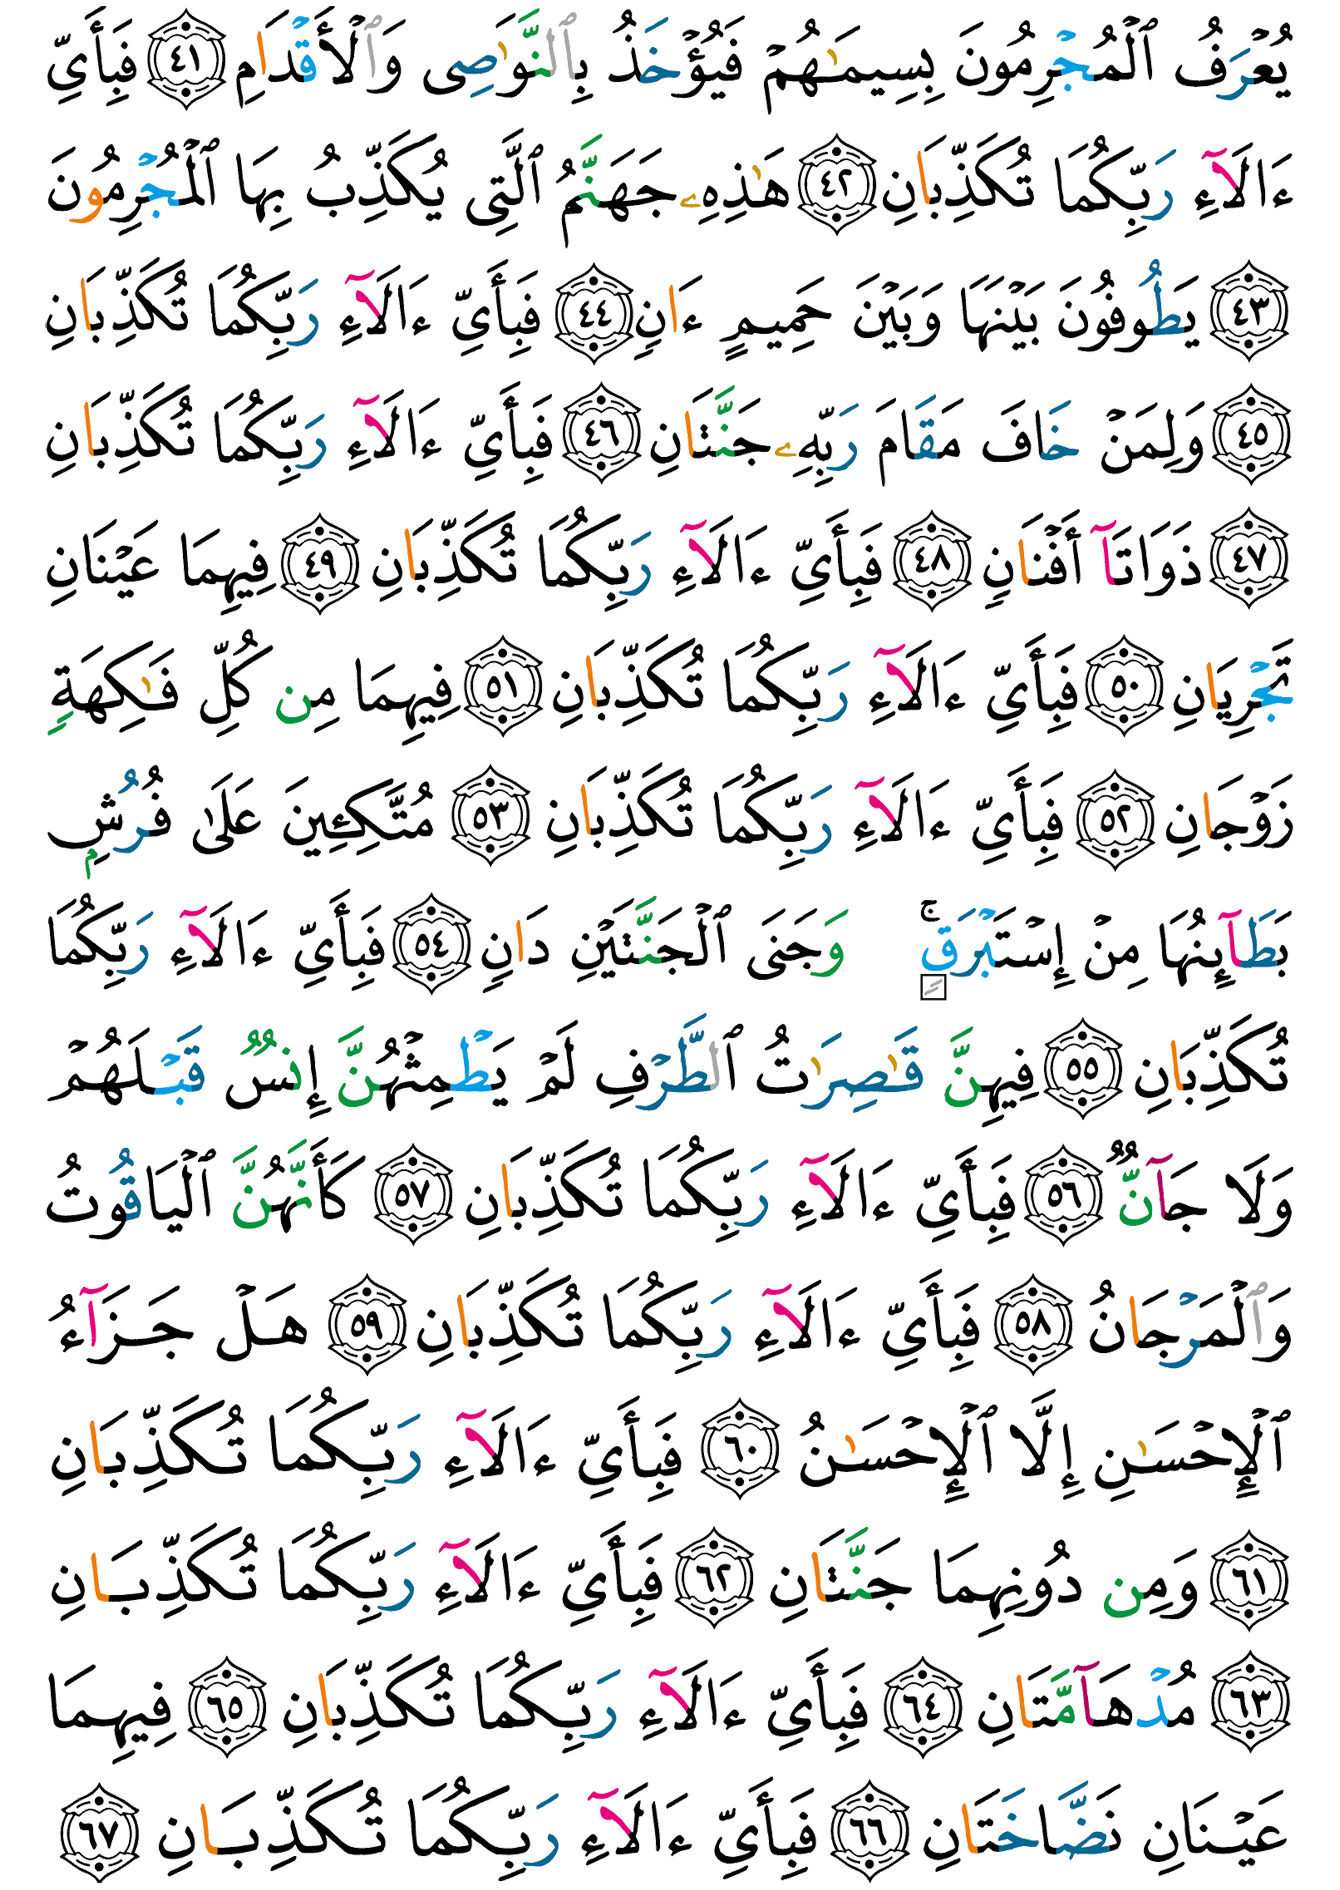 يُعۡرَفُ ٱلۡمُجۡرِمُونَ بِسِيمَٰهُمۡ فَيُؤۡخَذُ بِٱلنَّوَٰصِي وَٱلۡأَقۡدَامِ ٤١ فَبِأَيِّ
ءَالَآءِ رَبِّكُمَا تُكَذِّبَانِ ٤٢ هَٰذِهِۦ جَهَنَّمُ ٱلَّتِي يُكَذِّبُ بِهَا ٱلۡمُجۡرِمُونَ
٤٣ يَطُوفُونَ بَيۡنَهَا وَبَيۡنَ حَمِيمٍ ءَانٖ ٤٤ فَبِأَيِّ ءَالَآءِ رَبِّكُمَا تُكَذِّبَانِ
٤٥ وَلِمَنۡ خَافَ مَقَامَ رَبِّهِۦ جَنَّتَانِ ٤٦ فَبِأَيِّ ءَالَآءِ رَبِّكُمَا تُكَذِّبَانِ
٤٧ ذَوَاتَآ أَفۡنَانٖ ٤٨ فَبِأَيِّ ءَالَآءِ رَبِّكُمَا تُكَذِّبَانِ ٤٩ فِيهِمَا عَيۡنَانِ
تَجۡرِيَانِ ٥٠ فَبِأَيِّ ءَالَآءِ رَبِّكُمَا تُكَذِّبَانِ ٥١ فِيهِمَا مِن كُلِّ فَٰكِهَةٖ
زَوۡجَانِ ٥٢ فَبِأَيِّ ءَالَآءِ رَبِّكُمَا تُكَذِّبَانِ ٥٣ مُتَّكِـِٔينَ عَلَىٰ فُرُشِۭ
بَطَآئِنُهَا مِنۡ إِسۡتَبۡرَقٖۚ وَجَنَى ٱلۡجَنَّتَيۡنِ دَانٖ ٥٤ فَبِأَيِّ ءَالَآءِ رَبِّكُمَا
تُكَذِّبَانِ ٥٥ فِيهِنَّ قَٰصِرَٰتُ ٱلطَّرۡفِ لَمۡ يَطۡمِثۡهُنَّ إِنسٞ قَبۡلَهُمۡ
وَلَا جَآنّٞ ٥٦ فَبِأَيِّ ءَالَآءِ رَبِّكُمَا تُكَذِّبَانِ ٥٧ كَأَنَّهُنَّ ٱلۡيَاقُوتُ
وَٱلۡمَرۡجَانُ ٥٨ فَبِأَيِّ ءَالَآءِ رَبِّكُمَا تُكَذِّبَانِ ٥٩ هَلۡ جَزَآءُ
ٱلۡإِحۡسَٰنِ إِلَّا ٱلۡإِحۡسَٰنُ ٦٠ فَبِأَيِّ ءَالَآءِ رَبِّكُمَا تُكَذِّبَانِ
٦١ وَمِن دُونِهِمَا جَنَّتَانِ ٦٢ فَبِأَيِّ ءَالَآءِ رَبِّكُمَا تُكَذِّبَانِ
٦٣ مُدۡهَآمَّتَانِ ٦٤ فَبِأَيِّ ءَالَآءِ رَبِّكُمَا تُكَذِّبَانِ ٦٥ فِيهِمَا
عَيۡنَانِ نَضَّاخَتَانِ ٦٦ فَبِأَيِّ ءَالَآءِ رَبِّكُمَا تُكَذِّبَانِ ٦٧